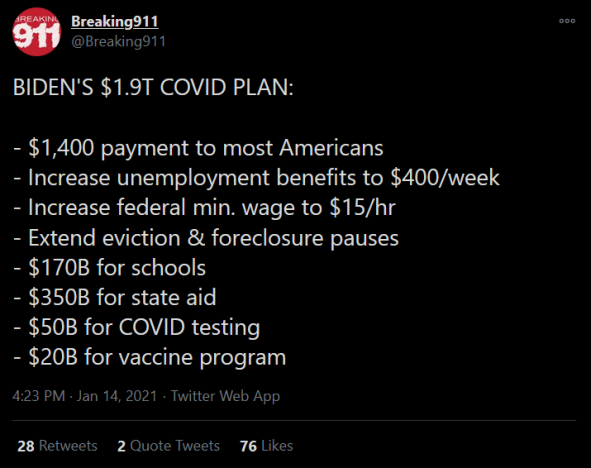 BREAKING
911
Breaking911
@Breaking911
BIDEN'S $1.9T COVID PLAN:
- $1,400 payment to most Americans
- Increase unemployment benefits to $400/week
- Increase federal min. wage to $15/hr
- Extend eviction & foreclosure pauses
- $170B for schools
- $350B for state aid
- $50B for COVID testing
- $20B for vaccine program
4:23 PM · Jan 14, 2021 · Twitter Web App
28 Retweets 2 Quote Tweets 76 Likes